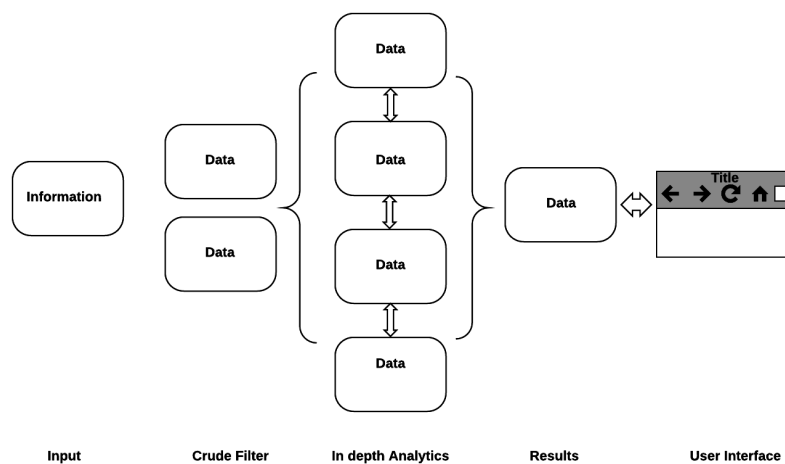 Data
Data
Information
Data
Data
Data
Data
Data
Title
Data
Input
Crude Filter
In depth Analytics
Results
User Interface